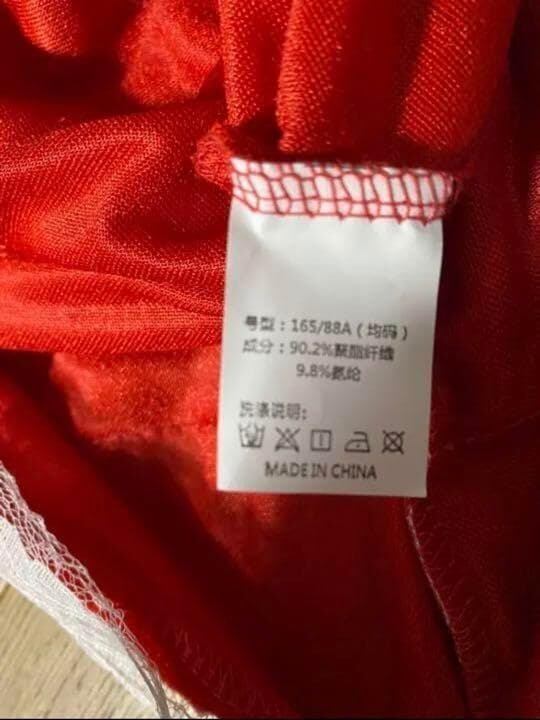 号型：165/88A（均码）
成分：90.2%聚酯纤维
9.8%氨纶
洗涤说明：
MADE IN CHINA